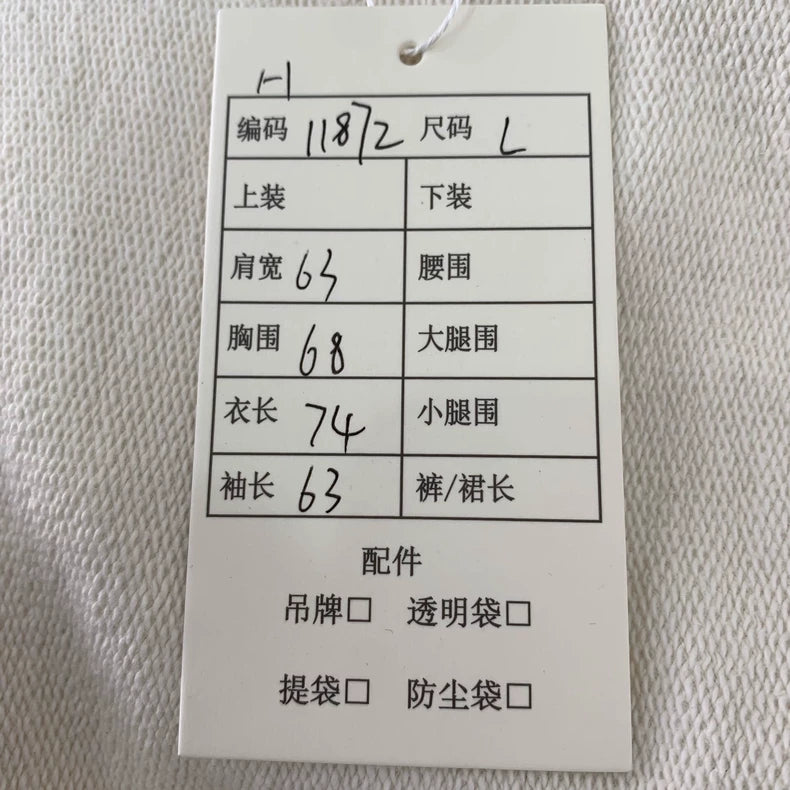 H
编码 11872 尺码 L
上装 下装
肩宽 63 腰围
胸围 68 大腿围
衣长 74 小腿围
袖长 63 裤/裙长
配件
吊牌□ 透明袋□
提袋□ 防尘袋□